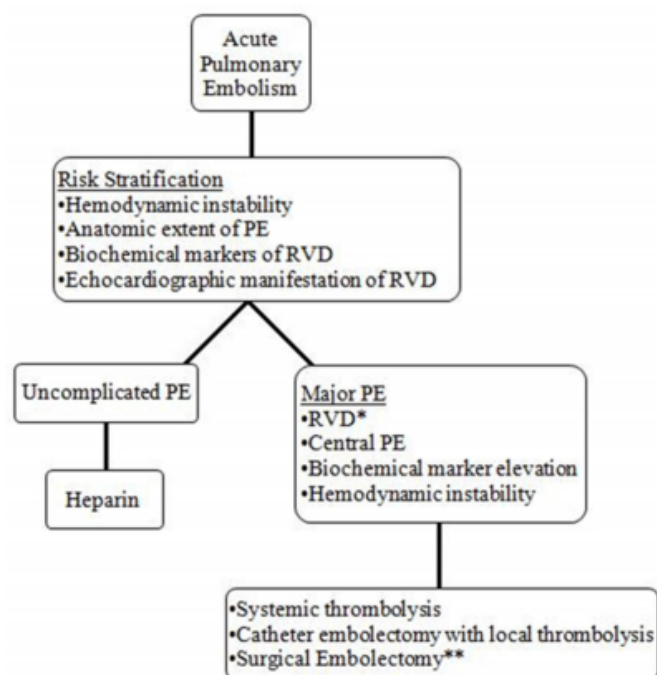 Acute
Pulmonary
Embolism
Risk Stratification
•Hemodynamic instability
•Anatomic extent of PE
•Biochemical markers of RVD
•Echocardiographic manifestation of RVD
Uncomplicated PE
Heparin
Major PE
•RVD*
•Central PE
•Biochemical marker elevation
•Hemodynamic instability
•Systemic thrombolysis
•Catheter embolectomy with local thrombolysis
•Surgical Embolectomy**